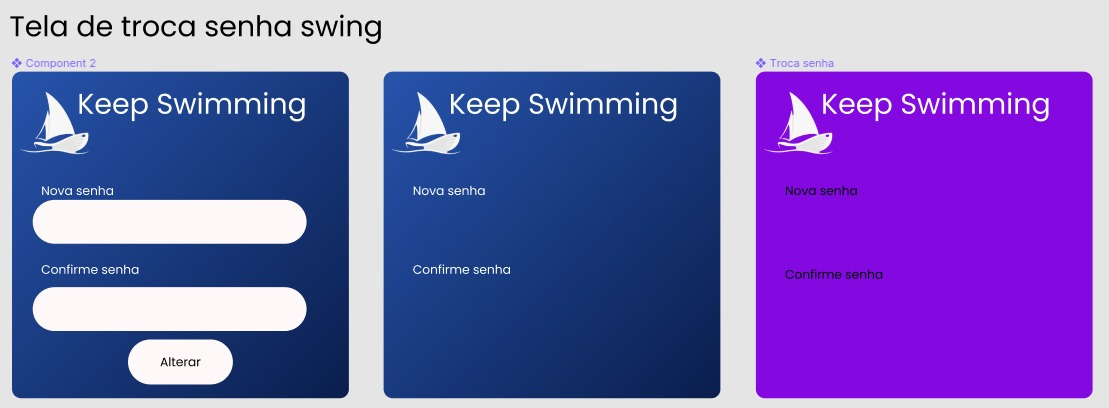 Tela de troca senha swing
Component 2
Keep Swimming
Nova senha
Confirme senha
Alterar
Keep Swimming
Nova senha
Confirme senha
Troca senha
Keep Swimming
Nova senha
Confirme senha